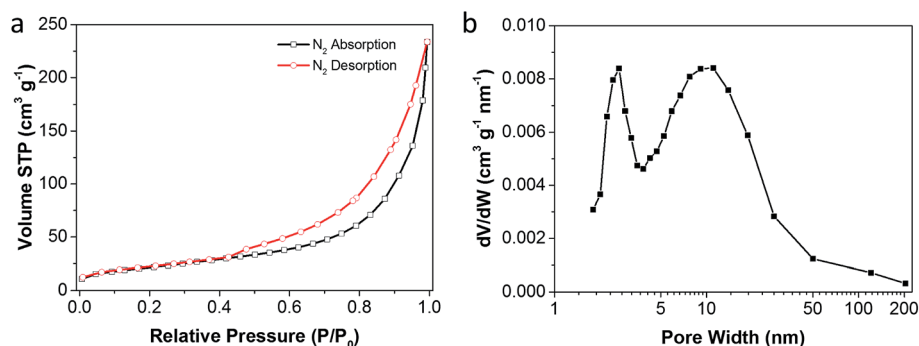 a
250
200
150
100
50
0
Volume STP (cm³ g⁻¹)
N₂ Absorption
N₂ Desorption
0.0 0.2 0.4 0.6 0.8 1.0
Relative Pressure (P/P₀)
b
0.010
0.008
0.006
0.004
0.002
0.000
dV/dW (cm³ g⁻¹ nm⁻¹)
1 5 10 50 100 200
Pore Width (nm)